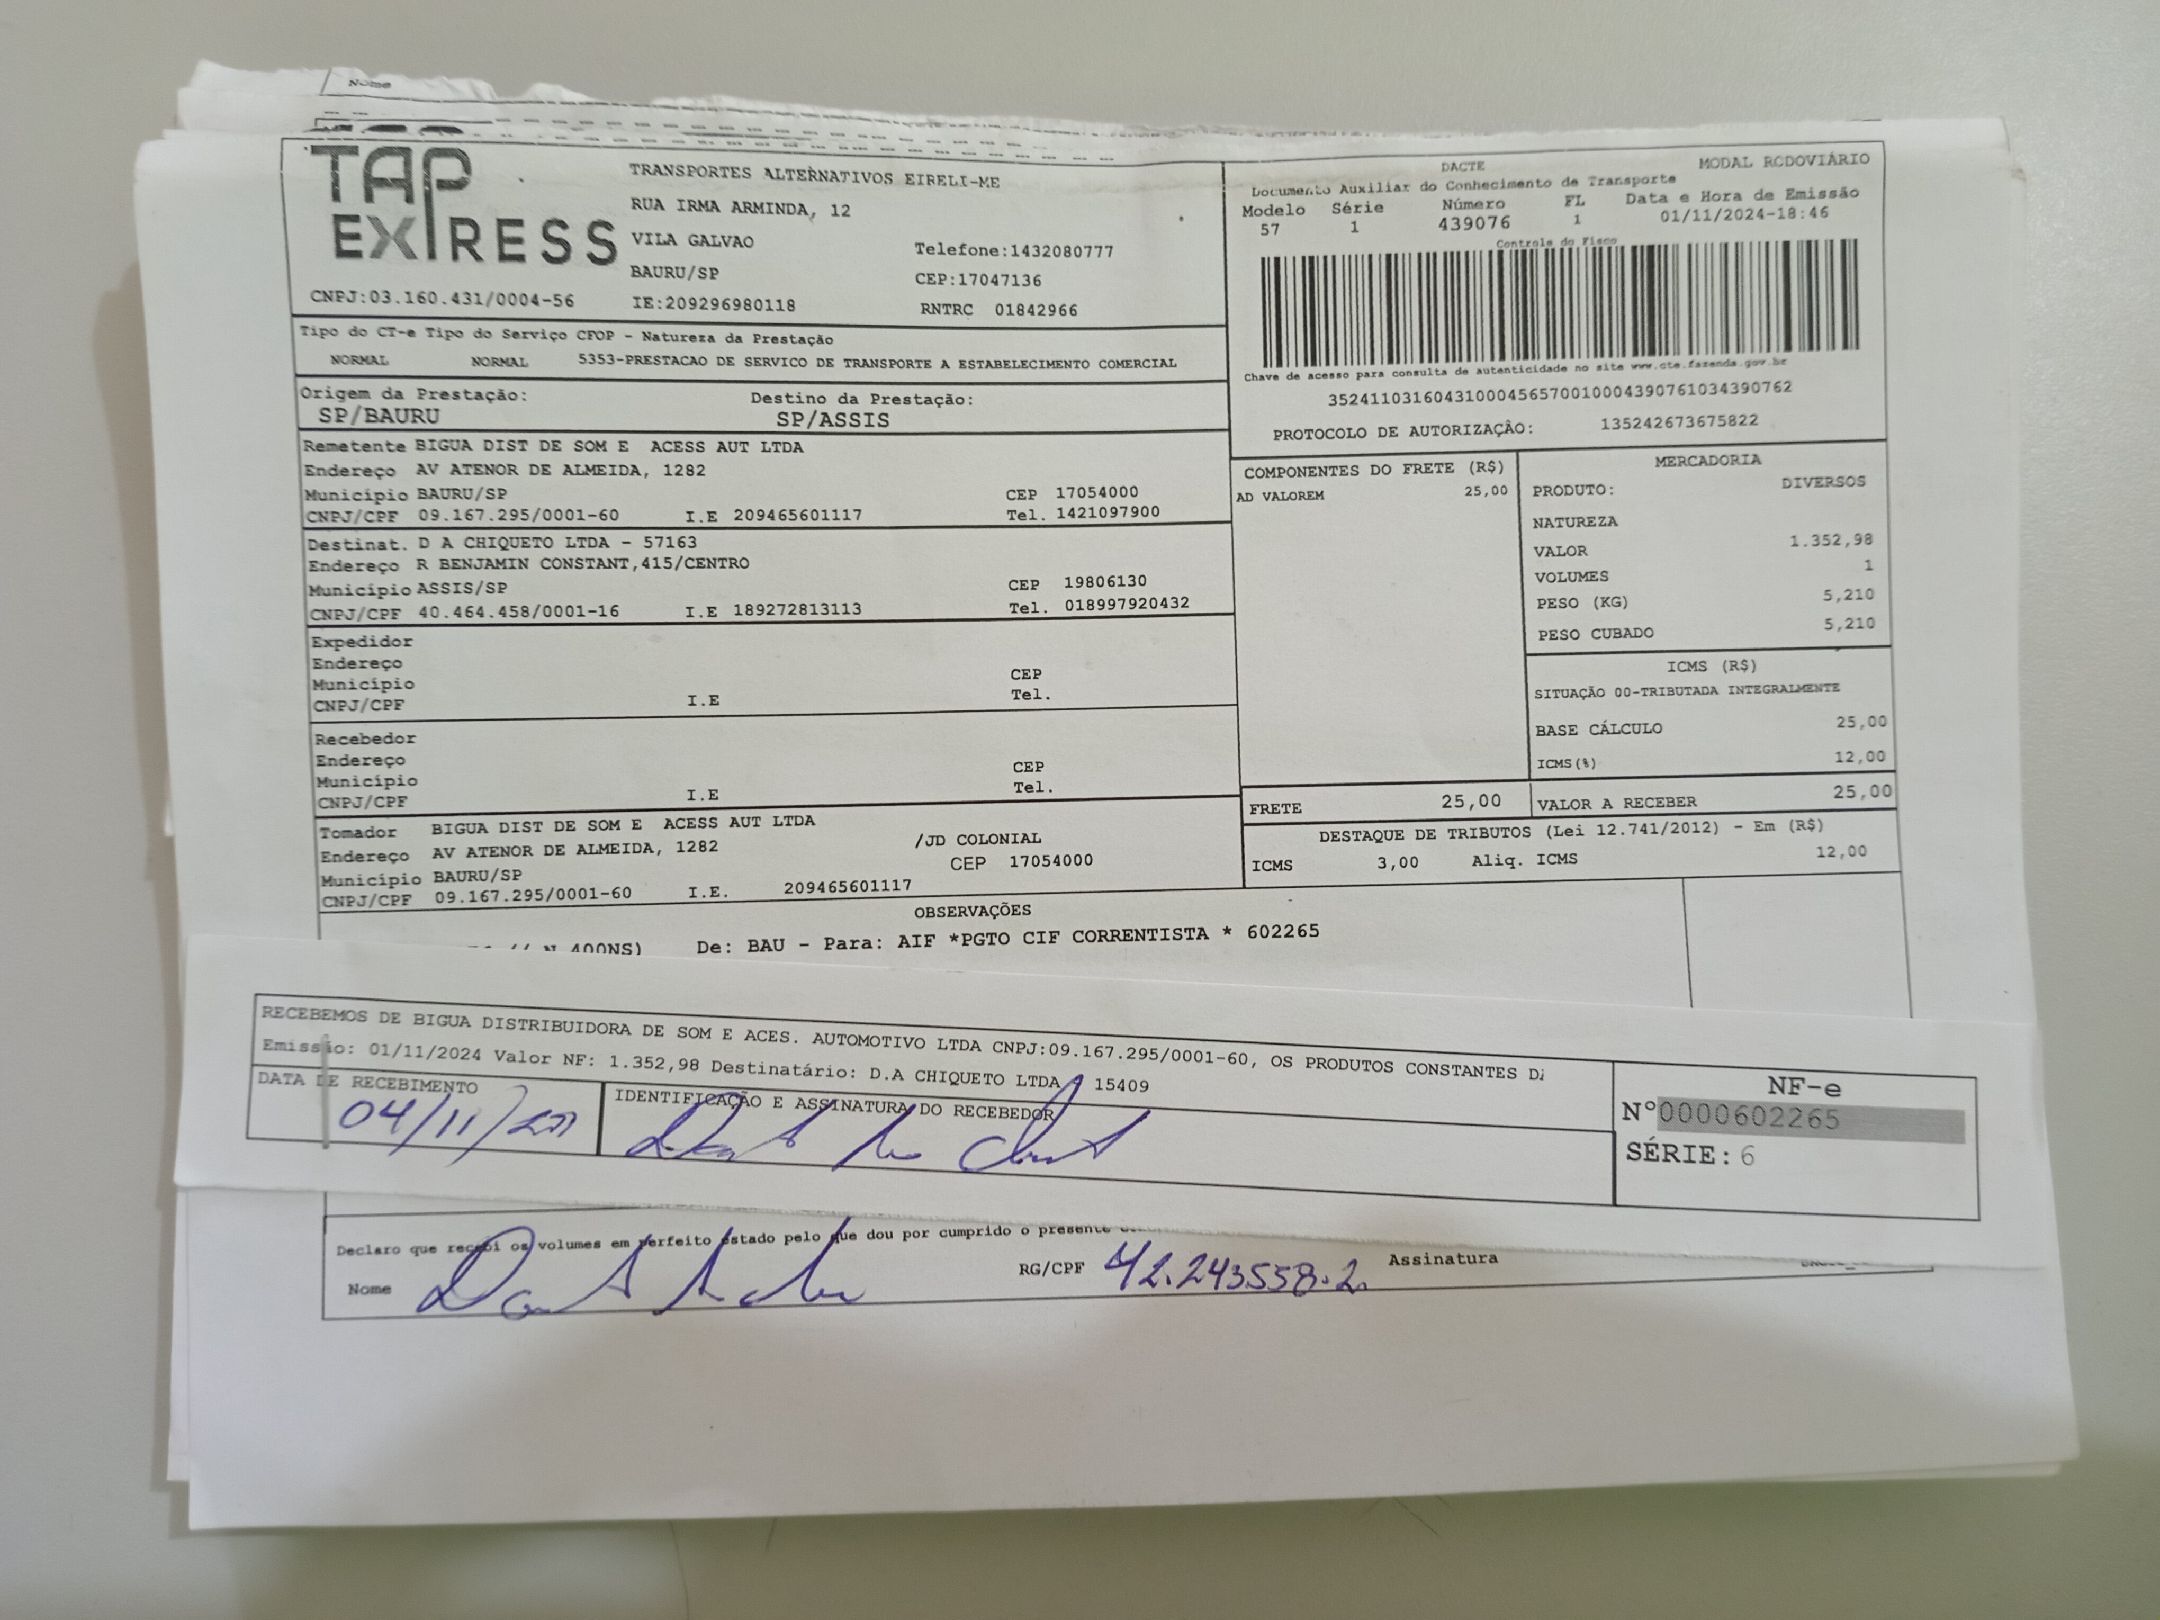 Nome
TAP EXPRESS
TRANSPORTES ALTERNATIVOS EIRELI-ME
RUA IRMA ARMINDA, 12
VILA GALVAO Telefone:1432080777
BAURU/SP CEP:17047136
CNPJ:03.160.431/0004-56 IE:209296980118 RNTRC 01842966
DACTE MODAL RODOVIÁRIO
Documento Auxiliar do Conhecimento de Transporte
Modelo Série Número FL Data e Hora de Emissão
57 1 439076 1 01/11/2024-18:46
Controle do Fisco
Chave de acesso para consulta de autenticidade no site www.cte.fazenda.gov.br
35241103160431000456570010004390761034390762
PROTOCOLO DE AUTORIZAÇÃO: 135242673675822
Tipo do CT-e Tipo do Serviço CFOP - Natureza da Prestação
NORMAL NORMAL 5353-PRESTACAO DE SERVICO DE TRANSPORTE A ESTABELECIMENTO COMERCIAL
Origem da Prestação: Destino da Prestação:
SP/BAURU SP/ASSIS
Remetente BIGUA DIST DE SOM E ACESS AUT LTDA
Endereço AV ATENOR DE ALMEIDA, 1282
Município BAURU/SP CEP 17054000
CNPJ/CPF 09.167.295/0001-60 I.E 209465601117 Tel. 1421097900
Destinat. D A CHIQUETO LTDA - 57163
Endereço R BENJAMIN CONSTANT,415/CENTRO
Município ASSIS/SP CEP 19806130
CNPJ/CPF 40.464.458/0001-16 I.E 189272813113 Tel. 018997920432
Expedidor
Endereço
Município CEP
CNPJ/CPF I.E Tel.
Recebedor
Endereço
Município CEP
CNPJ/CPF I.E Tel.
Tomador BIGUA DIST DE SOM E ACESS AUT LTDA
Endereço AV ATENOR DE ALMEIDA, 1282 /JD COLONIAL
Município BAURU/SP CEP 17054000
CNPJ/CPF 09.167.295/0001-60 I.E. 209465601117
COMPONENTES DO FRETE (R$)
AD VALOREM 25,00
MERCADORIA
PRODUTO: DIVERSOS
NATUREZA
VALOR 1.352,98
VOLUMES 1
PESO (KG) 5,210
PESO CUBADO 5,210
ICMS (R$)
SITUAÇÃO 00-TRIBUTADA INTEGRALMENTE
BASE CÁLCULO 25,00
ICMS(%) 12,00
FRETE 25,00 VALOR A RECEBER 25,00
DESTAQUE DE TRIBUTOS (Lei 12.741/2012) - Em (R$)
ICMS 3,00 Aliq. ICMS 12,00
OBSERVAÇÕES
De: BAU - Para: AIF *PGTO CIF CORRENTISTA * 602265
RECEBEMOS DE BIGUA DISTRIBUIDORA DE SOM E ACES. AUTOMOTIVO LTDA CNPJ:09.167.295/0001-60, OS PRODUTOS CONSTANTES
Emissão: 01/11/2024 Valor NF: 1.352,98 Destinatário: D.A CHIQUETO LTDA 15409
DATA DE RECEBIMENTO IDENTIFICAÇÃO E ASSINATURA DO RECEBEDOR
04/11/
NF-e
Nº0000602265
SÉRIE: 6
Declaro que recebi os volumes em perfeito estado pelo que dou por cumprido o presente
Nome RG/CPF 42.243.558.2. Assinatura